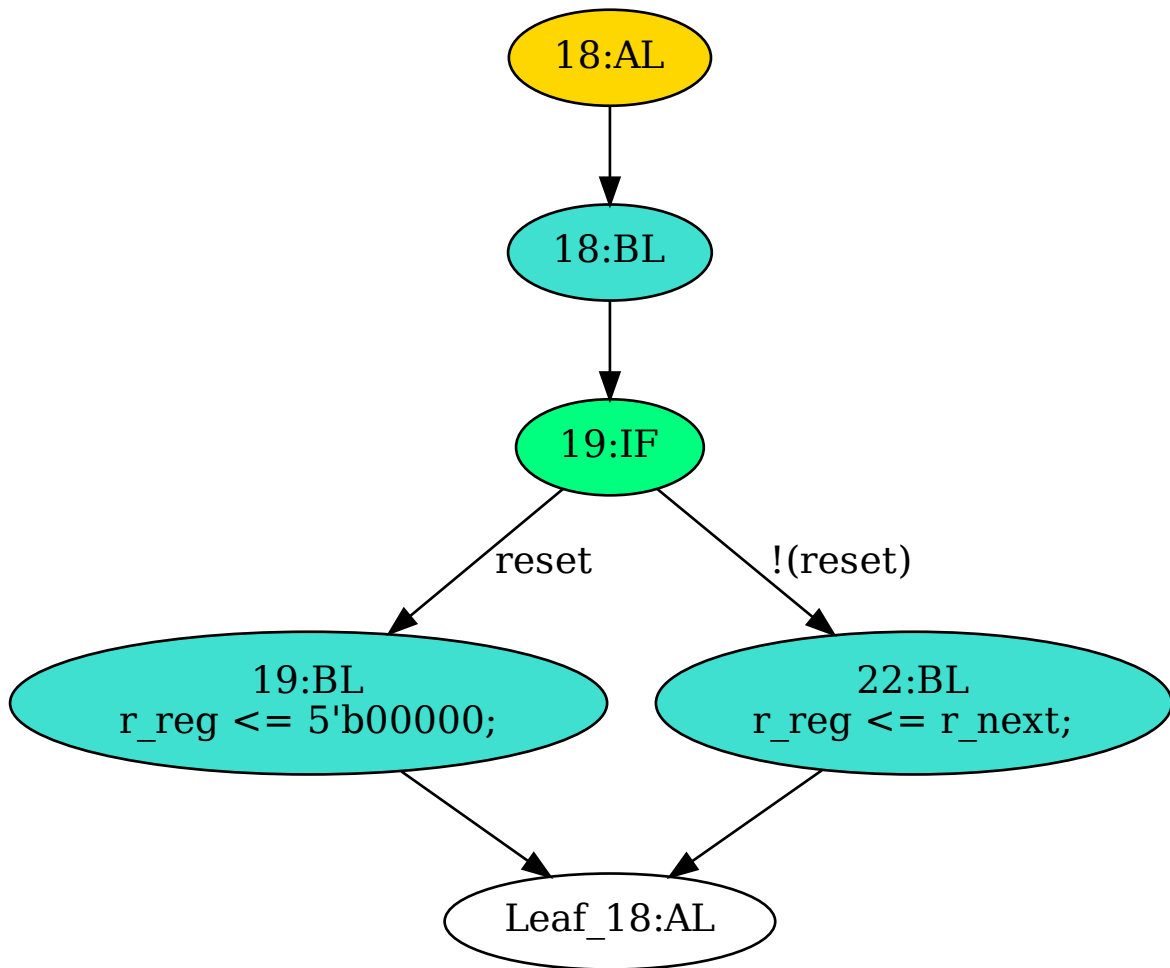 18:AL
18:BL
19:IF
reset
!(reset)
19:BL
r_reg <= 5'b00000;
22:BL
r_reg <= r_next;
Leaf_18:AL